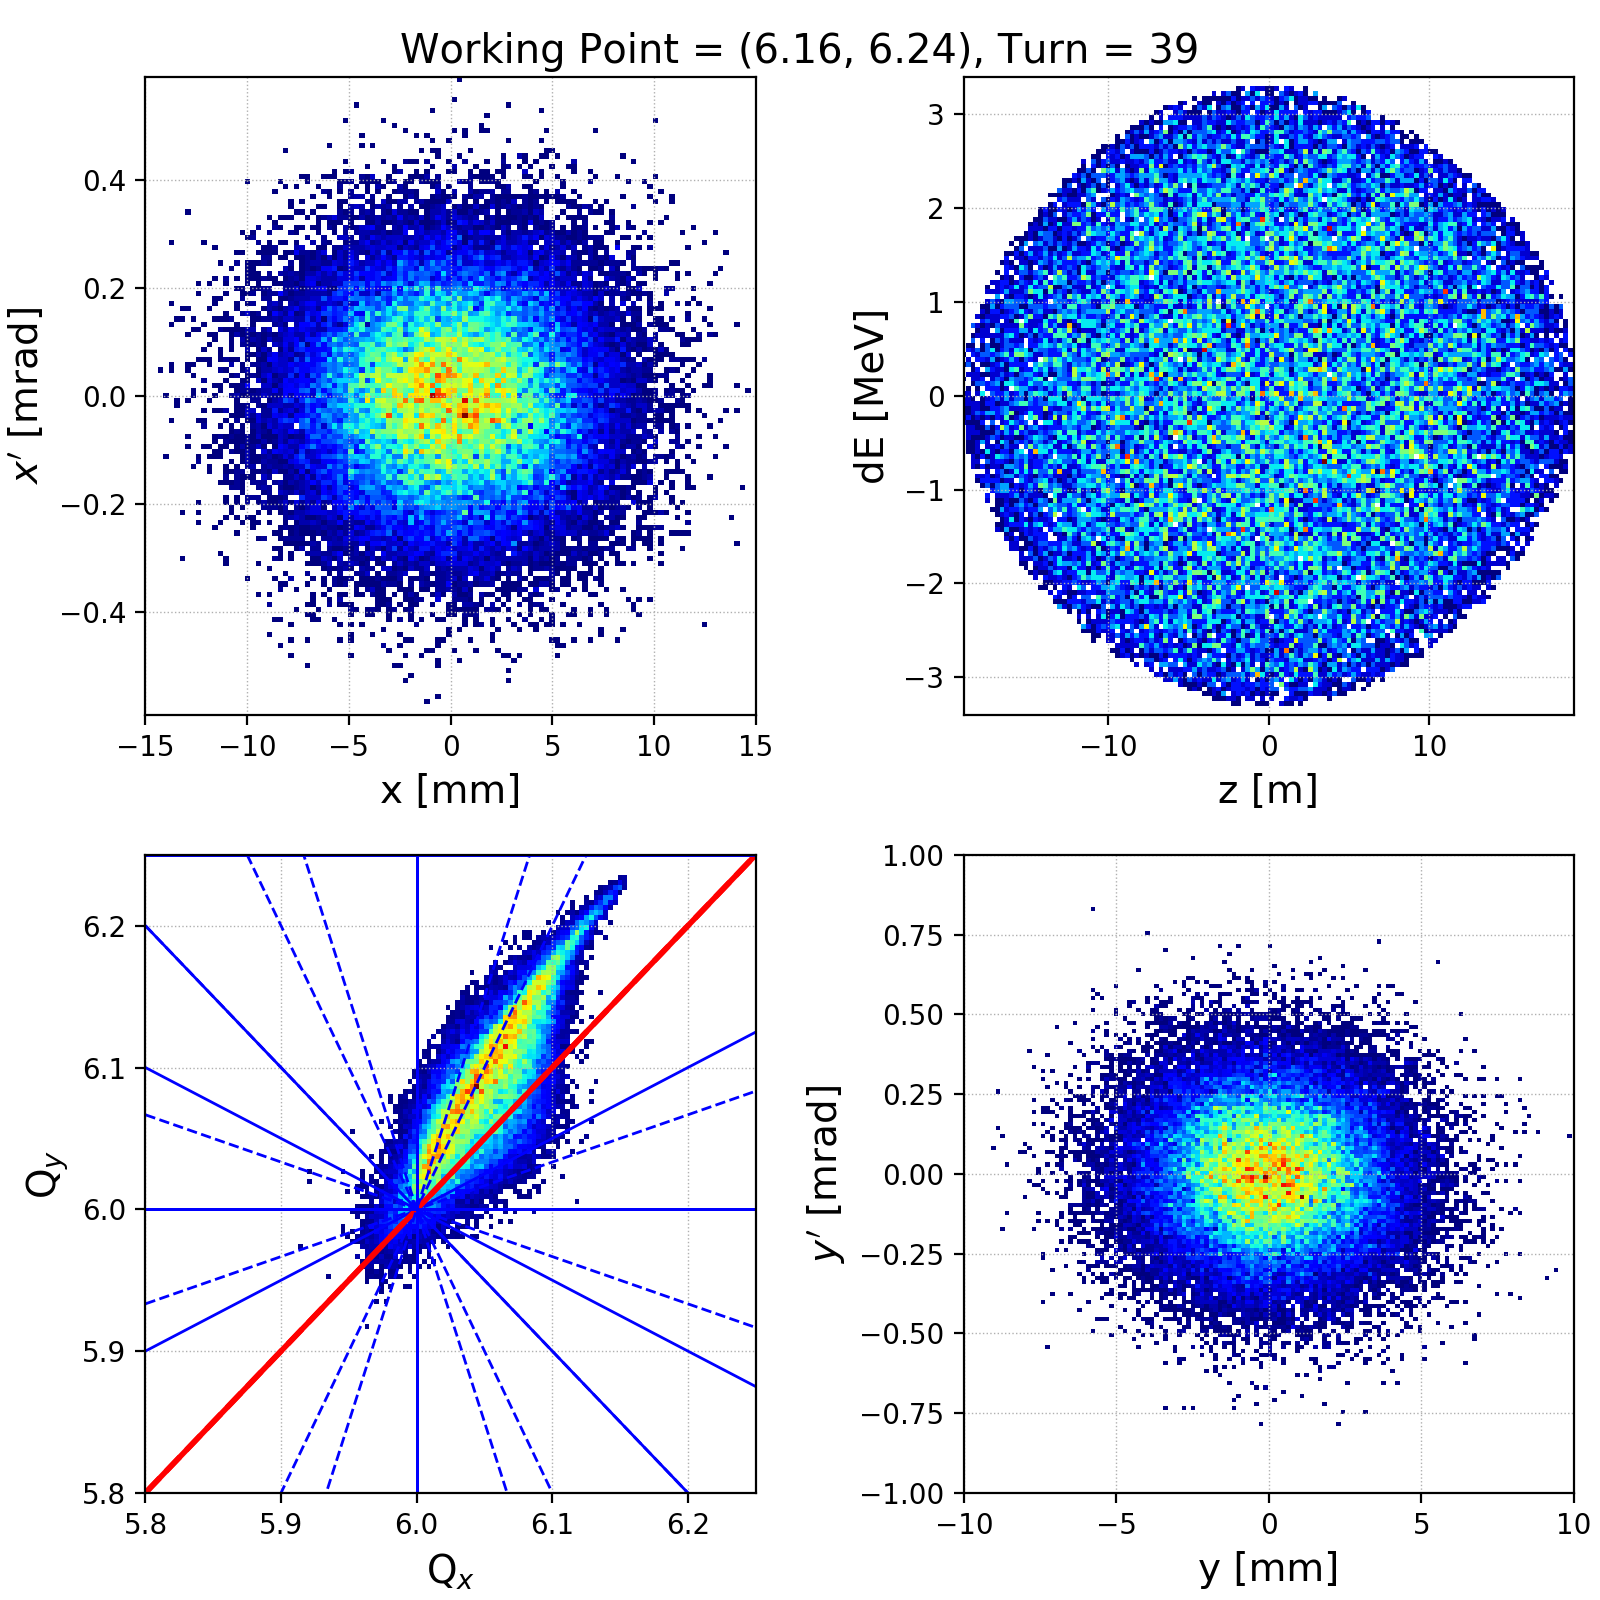 Working Point = (6.16, 6.24), Turn = 39
0.4
0.2
0.0
−0.2
−0.4
x′ [mrad]
−15 −10 −5 0 5 10 15
x [mm]
3
2
1
0
−1
−2
−3
dE [MeV]
−10 0 10
z [m]
6.2
6.1
6.0
5.9
5.8
Qy
5.8 5.9 6.0 6.1 6.2
Qx
1.00
0.75
0.50
0.25
0.00
−0.25
−0.50
−0.75
−1.00
y′ [mrad]
−10 −5 0 5 10
y [mm]